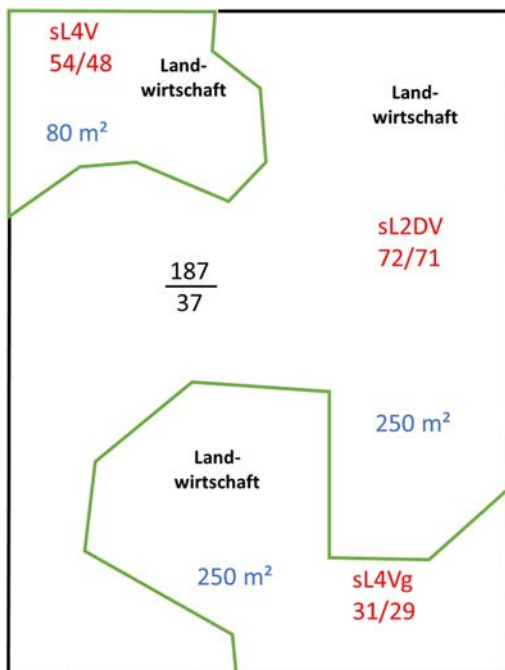 sL4V
54/48
Land-
wirtschaft
80 m²
Land-
wirtschaft
sL2DV
72/71
187
37
250 m²
Land-
wirtschaft
250 m²
sL4Vg
31/29